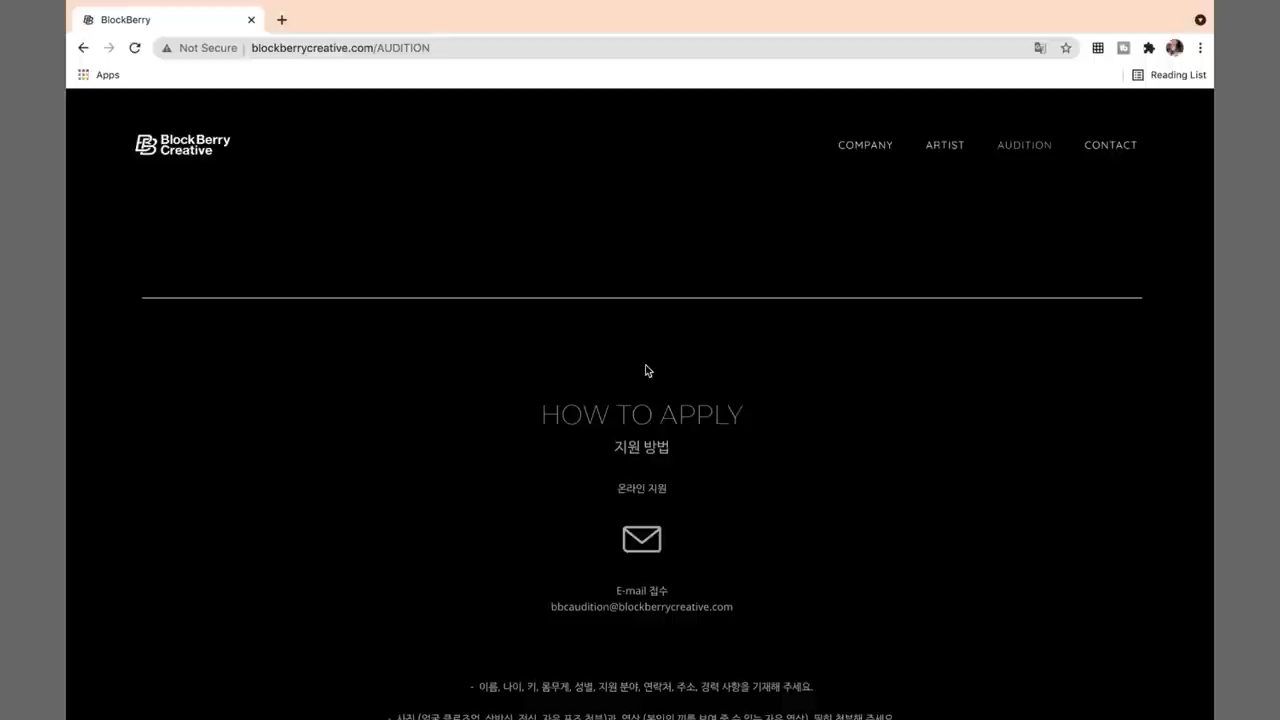 BlockBerry
Not Secure
blockberrycreative.com/AUDITION
Apps
Reading List
BlockBerry
Creative
COMPANY
ARTIST
AUDITION
CONTACT
HOW TO APPLY
지원 방법
온라인 지원
E-mail 접수
bbcaudition@blockberrycreative.com
- 이름, 나이, 키, 몸무게, 성별, 지원 분야, 연락처, 주소, 경력 사항을 기재해 주세요.